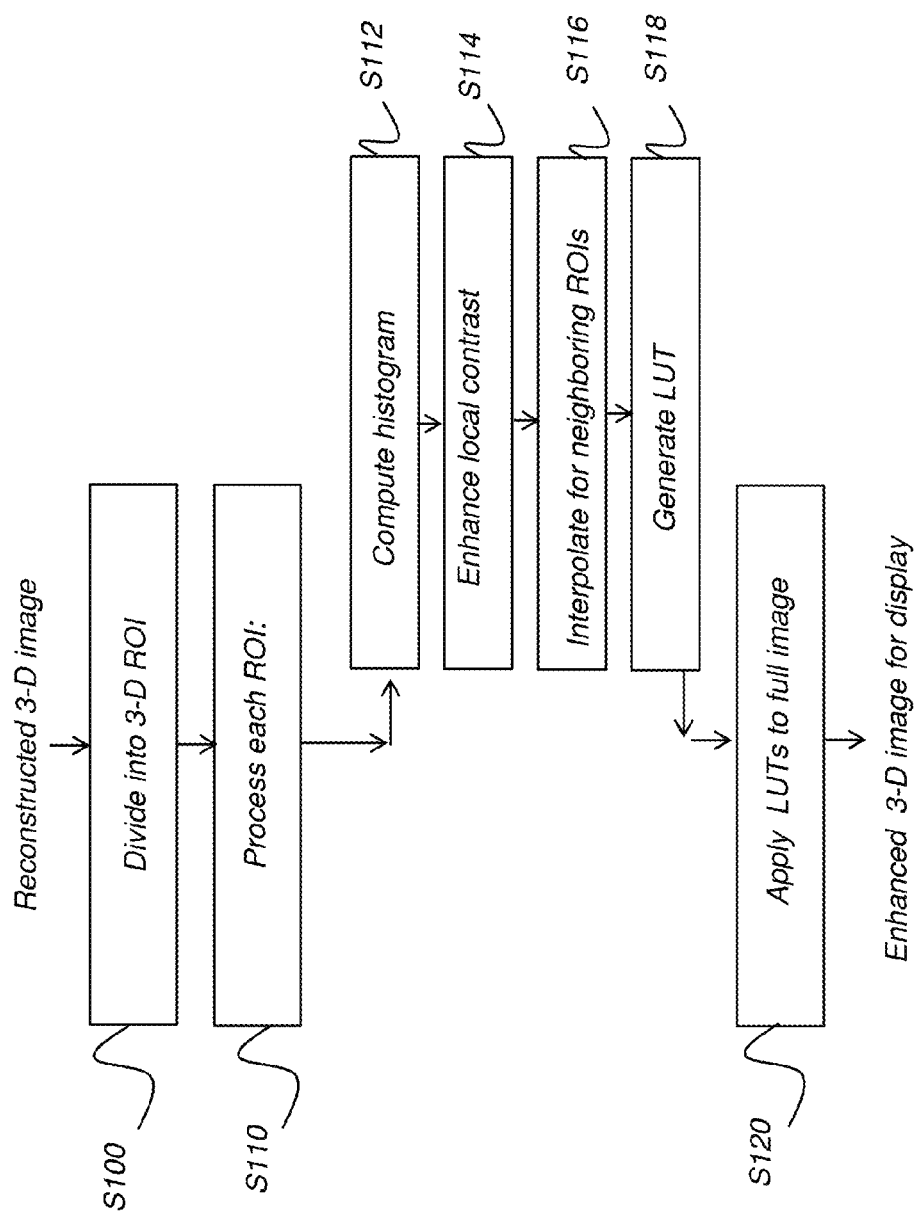 Reconstructed 3-D image
S100
Divide into 3-D ROI
S110
Process each ROI:
Compute histogram
S112
Enhance local contrast
S114
Interpolate for neighboring ROIs
S116
Generate LUT
S118
S120
Apply LUTs to full image
Enhanced 3-D image for display